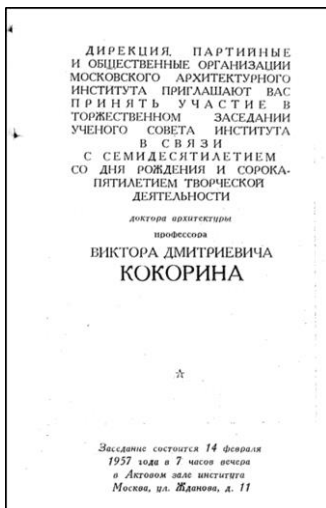 ДИРЕКЦИЯ, ПАРТИЙНЫЕ
И ОБЩЕСТВЕННЫЕ ОРГАНИЗАЦИИ
МОСКОВСКОГО АРХИТЕКТУРНОГО
ИНСТИТУТА ПРИГЛАШАЮТ ВАС
ПРИНЯТЬ УЧАСТИЕ В
ТОРЖЕСТВЕННОМ ЗАСЕДАНИИ
УЧЕНОГО СОВЕТА ИНСТИТУТА
В СВЯЗИ
С СЕМИДЕСЯТИЛЕТИЕМ
СО ДНЯ РОЖДЕНИЯ И СОРОКА-
ПЯТИЛЕТИЕМ ТВОРЧЕСКОЙ
ДЕЯТЕЛЬНОСТИ
доктора архитектуры
профессора
ВИКТОРА ДМИТРИЕВИЧА
КОКОРИНА
Заседание состоится 14 февраля
1957 года в 7 часов вечера
в Актовом зале института
Москва, ул. Жданова, д. 11